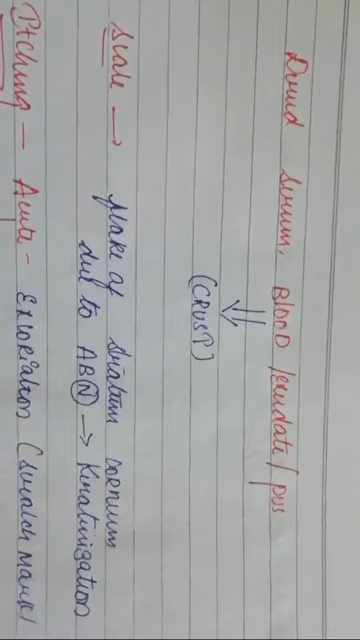 Dried serum, BLOOD / exudate / pus
⇓
(CRUST)
Scale → flake of stratum corneum
due to ABⓃ → Keratinization
Itching - Acute - Excoriation (scratch mark)